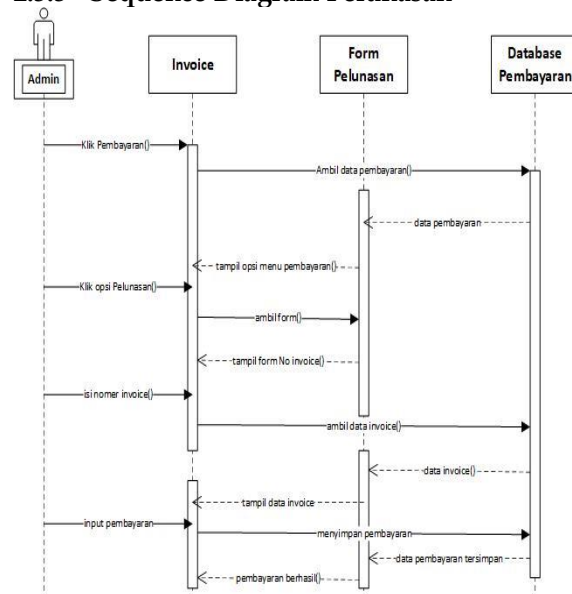 Sequence Diagram Pelunasan
Admin
Invoice
Form
Pelunasan
Database
Pembayaran
Klik Pembayaran()
Ambil data pembayaran()
data pembayaran
tampil opsi menu pembayaran()
Klik opsi Pelunasan()
ambil form()
tampil form No invoice()
isi nomer invoice()
ambil data invoice()
data invoice()
tampil data invoice
input pembayaran
menyimpan pembayaran
data pembayaran tersimpan
pembayaran berhasil()